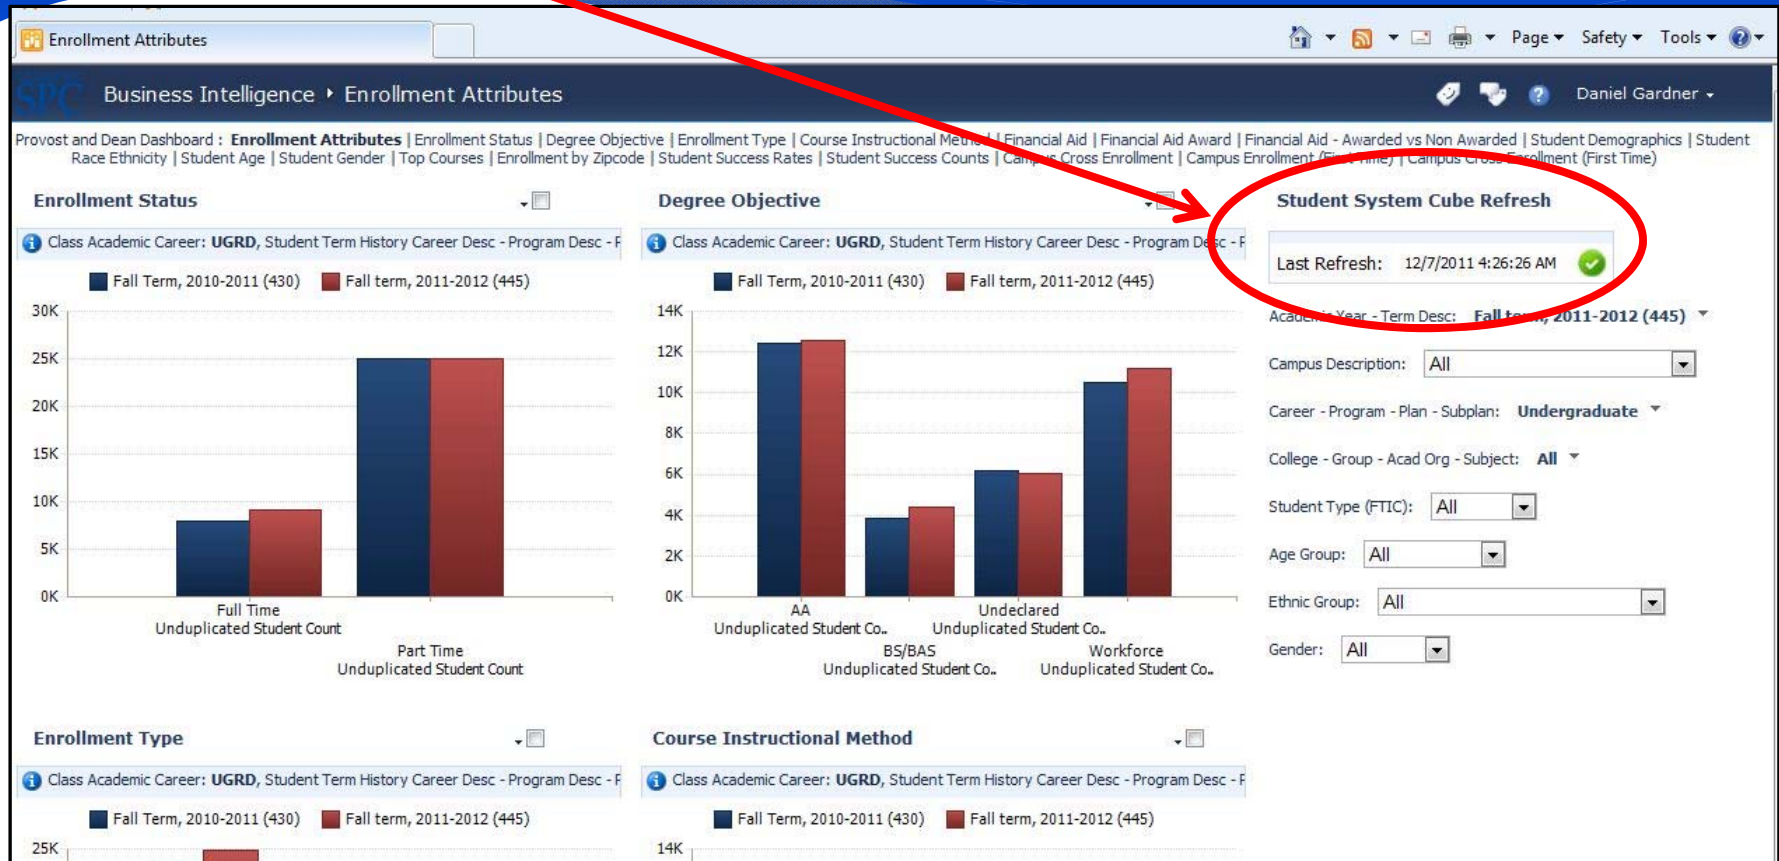 Enrollment Attributes
Page
Safety
Tools
SPC
Business Intelligence ‣ Enrollment Attributes
Daniel Gardner
Provost and Dean Dashboard : Enrollment Attributes | Enrollment Status | Degree Objective | Enrollment Type | Course Instructional Method | Financial Aid | Financial Aid Award | Financial Aid - Awarded vs Non Awarded | Student Demographics | Student
Race Ethnicity | Student Age | Student Gender | Top Courses | Enrollment by Zipcode | Student Success Rates | Student Success Counts | Campus Cross Enrollment | Campus Enrollment (First Time) | Campus Cross Enrollment (First Time)
Enrollment Status
Class Academic Career: UGRD, Student Term History Career Desc - Program Desc - P
Fall Term, 2010-2011 (430)
Fall term, 2011-2012 (445)
30K
25K
20K
15K
10K
5K
0K
Full Time
Unduplicated Student Count
Part Time
Unduplicated Student Count
Degree Objective
Class Academic Career: UGRD, Student Term History Career Desc - Program Desc - P
Fall Term, 2010-2011 (430)
Fall term, 2011-2012 (445)
14K
12K
10K
8K
6K
4K
2K
0K
AA
Unduplicated Student Co..
BS/BAS
Unduplicated Student Co..
Undeclared
Unduplicated Student Co..
Workforce
Unduplicated Student Co..
Student System Cube Refresh
Last Refresh: 12/7/2011 4:26:26 AM
Academic Year - Term Desc: Fall term, 2011-2012 (445)
Campus Description: All
Career - Program - Plan - Subplan: Undergraduate
College - Group - Acad Org - Subject: All
Student Type (FTIC): All
Age Group: All
Ethnic Group: All
Gender: All
Enrollment Type
Class Academic Career: UGRD, Student Term History Career Desc - Program Desc - P
Fall Term, 2010-2011 (430)
Fall term, 2011-2012 (445)
25K
Course Instructional Method
Class Academic Career: UGRD, Student Term History Career Desc - Program Desc - P
Fall Term, 2010-2011 (430)
Fall term, 2011-2012 (445)
14K